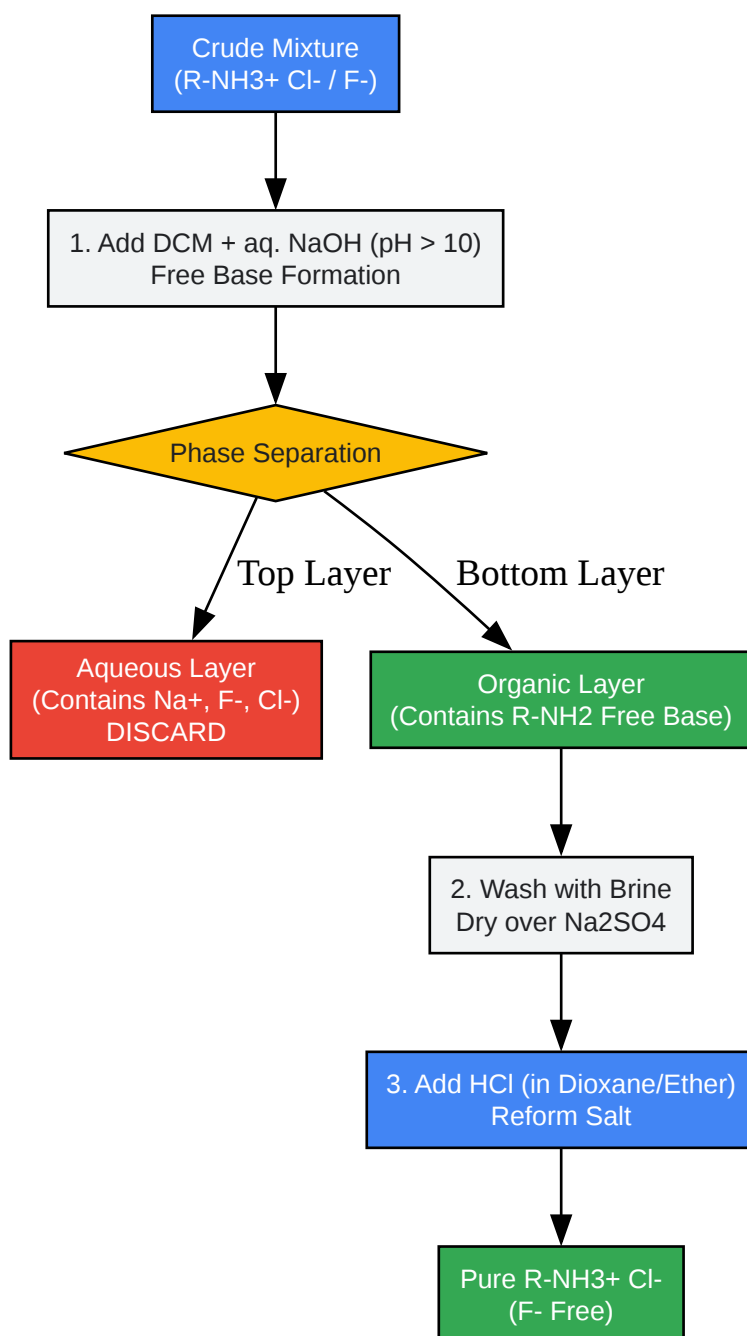 Crude Mixture
(R-NH3+ Cl- / F-)
1. Add DCM + aq. NaOH (pH > 10)
Free Base Formation
Phase Separation
Top Layer
Bottom Layer
Aqueous Layer
(Contains Na+, F-, Cl-)
DISCARD
Organic Layer
(Contains R-NH2 Free Base)
2. Wash with Brine
Dry over Na2SO4
3. Add HCl (in Dioxane/Ether)
Reform Salt
Pure R-NH3+ Cl-
(F- Free)